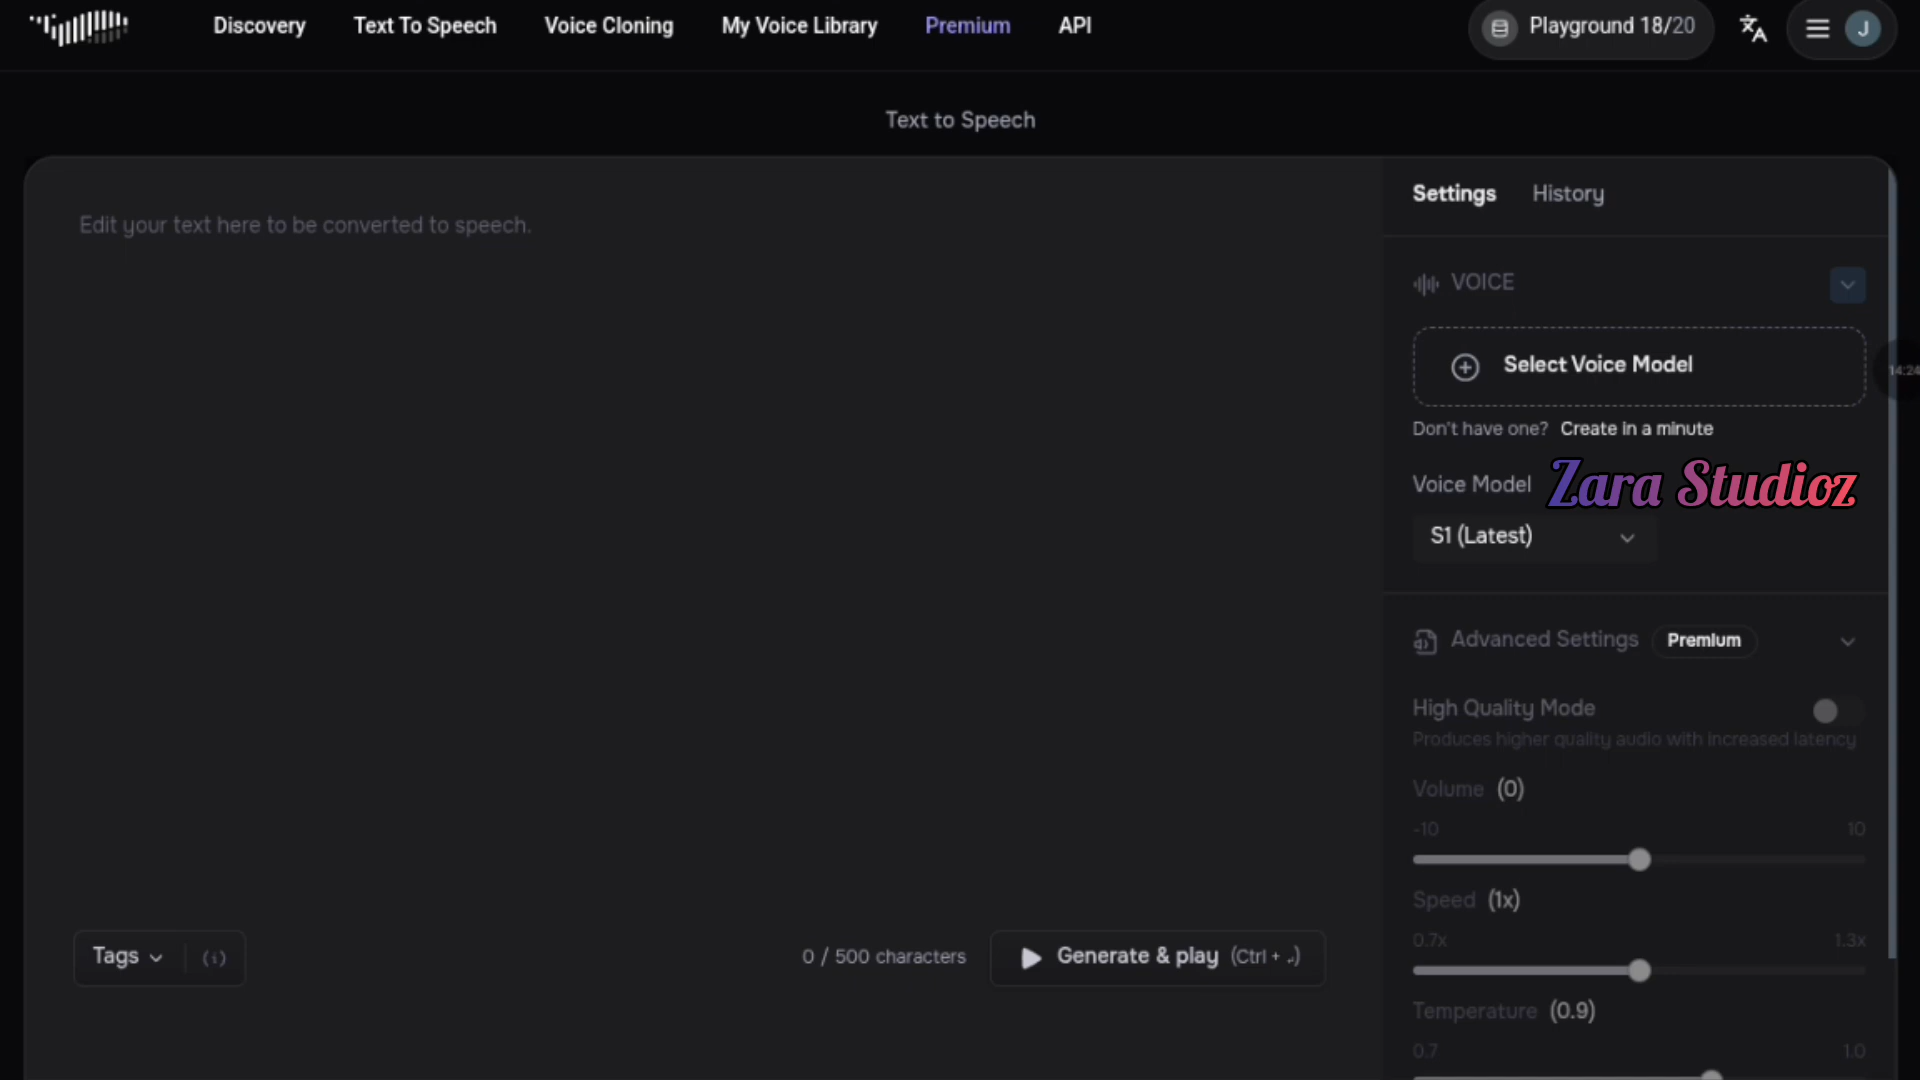 Discovery Text To Speech Voice Cloning My Voice Library Premium API Playground 18/20 J
Text to Speech
Settings History
Edit your text here to be converted to speech.
VOICE
Select Voice Model
14:24
Don't have one? Create in a minute
Voice Model Zara Studioz
S1 (Latest)
Advanced Settings Premium
High Quality Mode
Produces higher quality audio with increased latency
Volume (0)
-10 10
Speed (1x)
0.7x 1.3x
Tags 0 / 500 characters Generate & play (Ctrl + ↵)
Temperature (0.9)
0.7 1.0